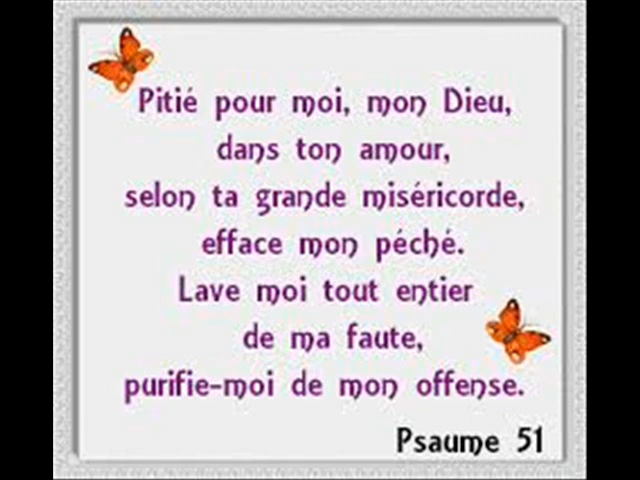 Pitié pour moi, mon Dieu,
dans ton amour,
selon ta grande miséricorde,
efface mon péché.
Lave moi tout entier
de ma faute,
purifie-moi de mon offense.
Psaume 51